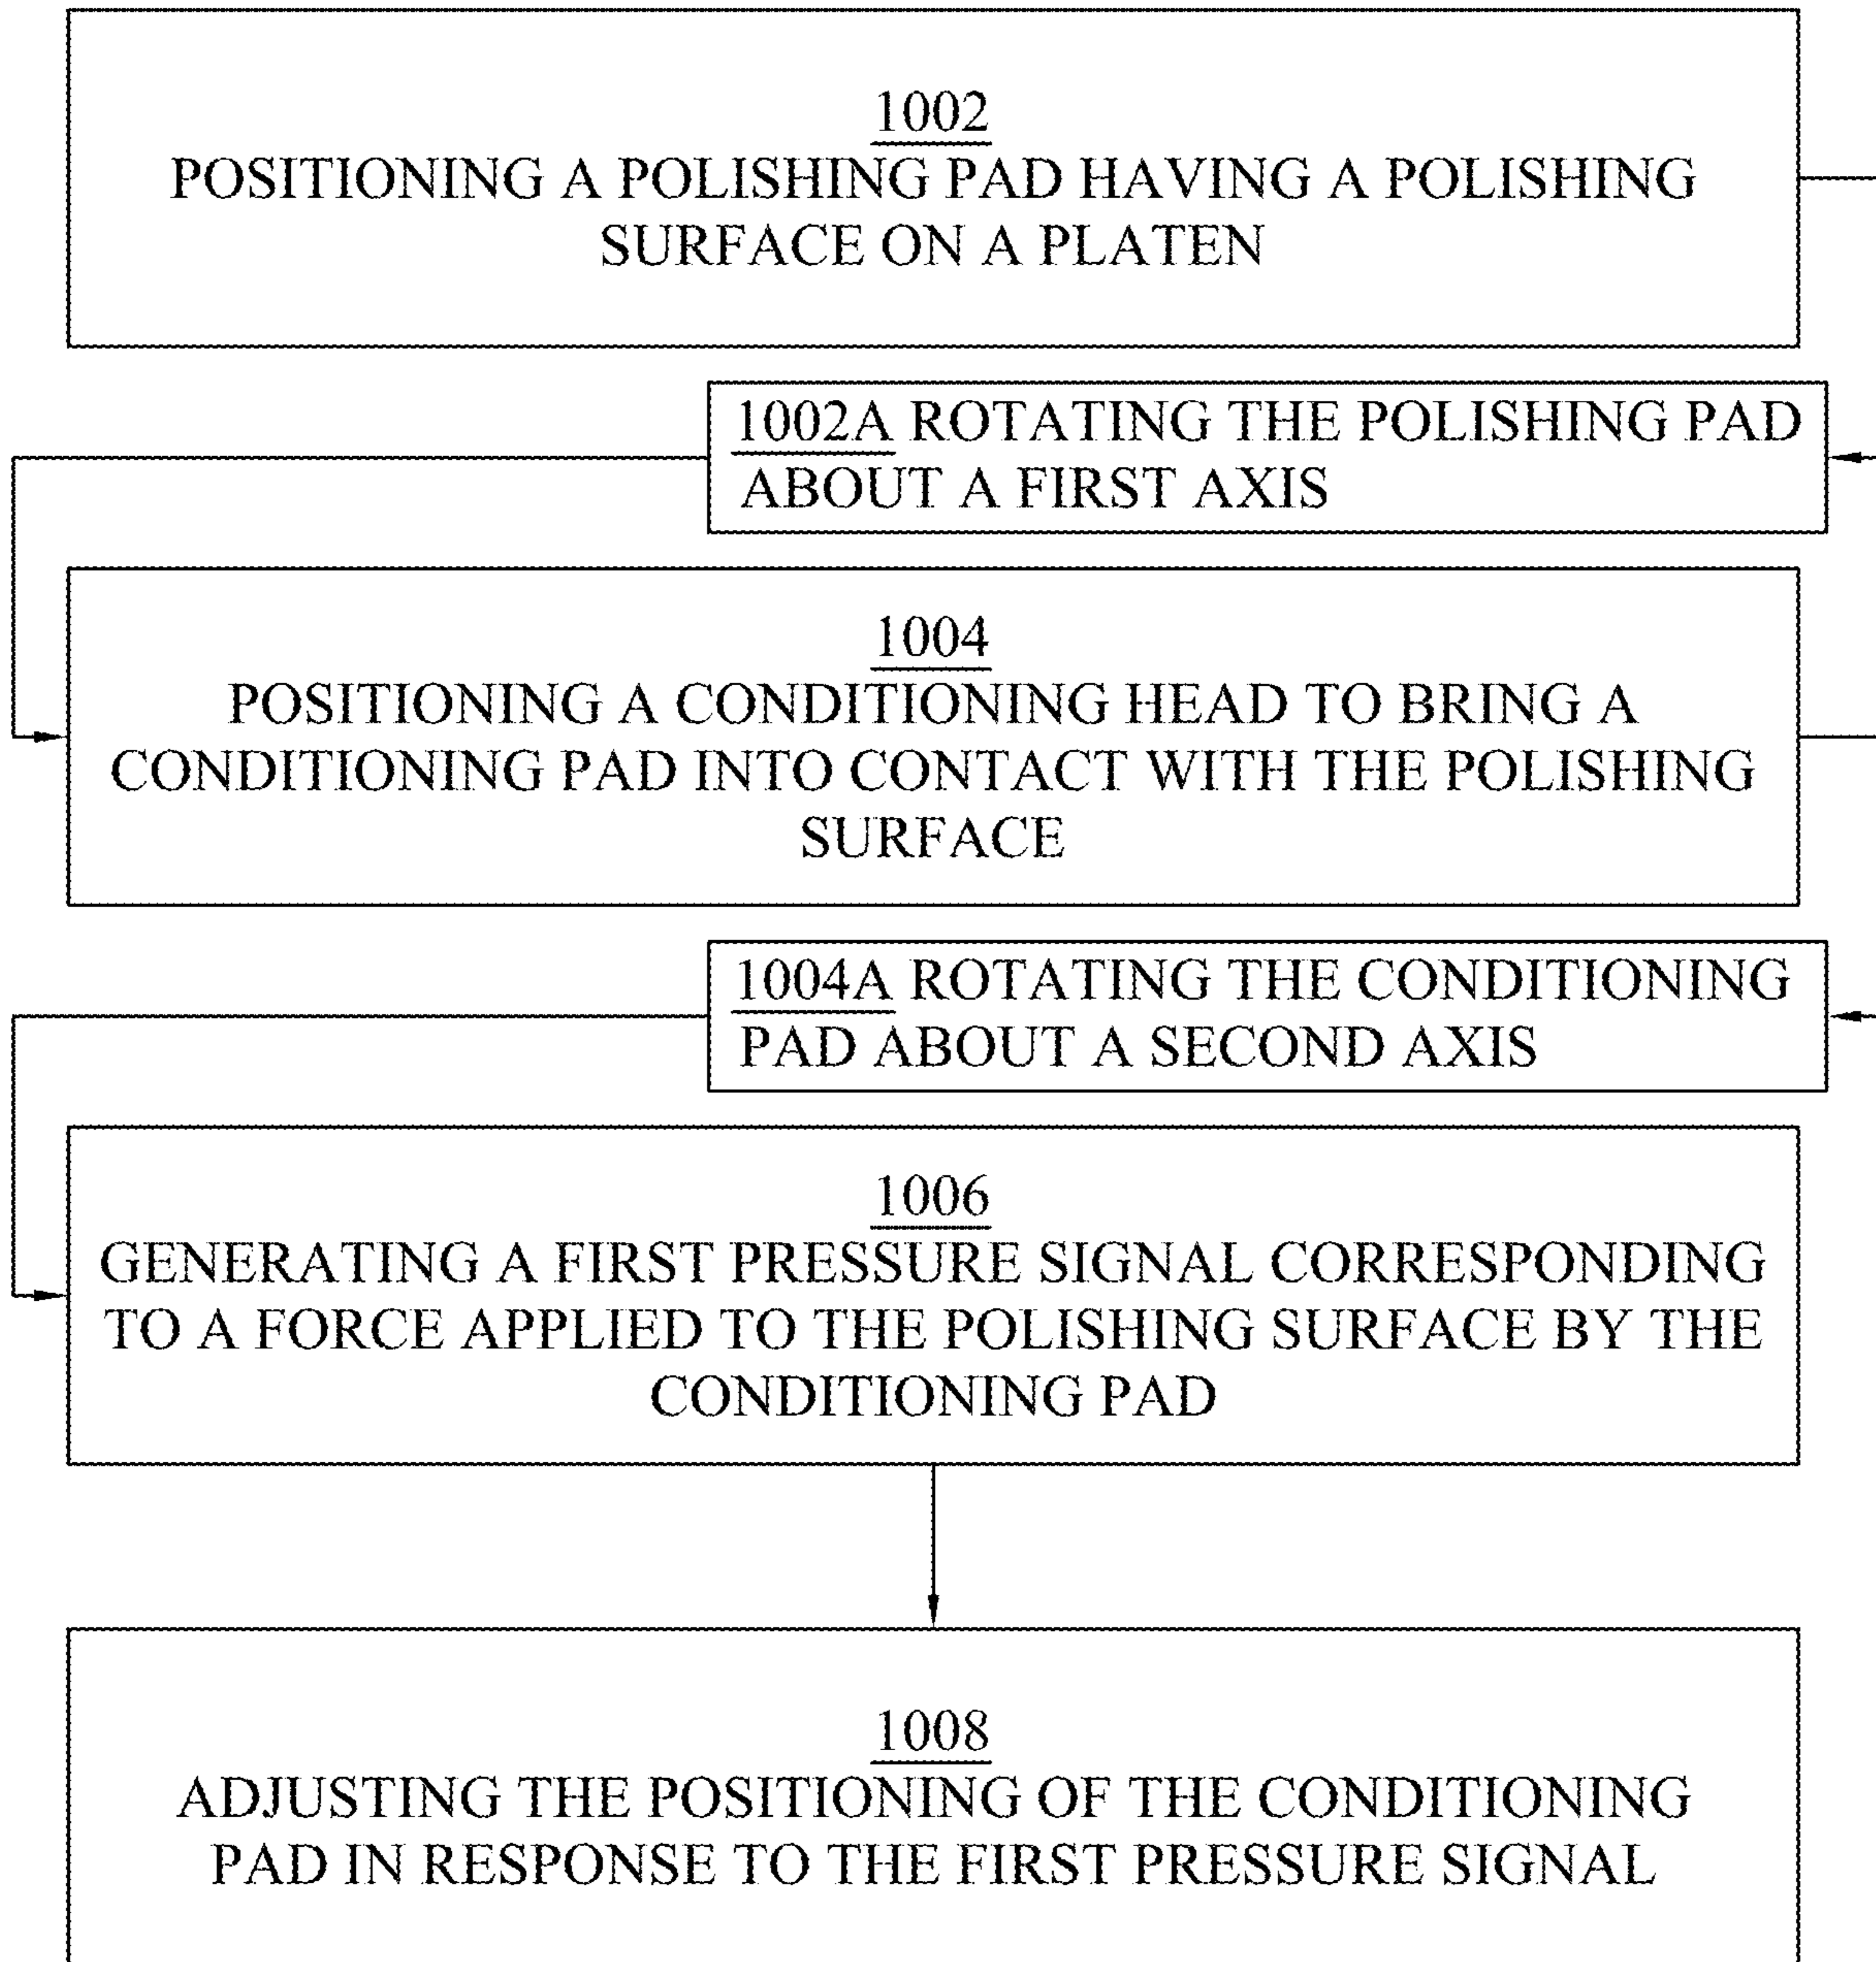 1002
POSITIONING A POLISHING PAD HAVING A POLISHING
SURFACE ON A PLATEN
1002A ROTATING THE POLISHING PAD
ABOUT A FIRST AXIS
1004
POSITIONING A CONDITIONING HEAD TO BRING A
CONDITIONING PAD INTO CONTACT WITH THE POLISHING
SURFACE
1004A ROTATING THE CONDITIONING
PAD ABOUT A SECOND AXIS
1006
GENERATING A FIRST PRESSURE SIGNAL CORRESPONDING
TO A FORCE APPLIED TO THE POLISHING SURFACE BY THE
CONDITIONING PAD
1008
ADJUSTING THE POSITIONING OF THE CONDITIONING
PAD IN RESPONSE TO THE FIRST PRESSURE SIGNAL